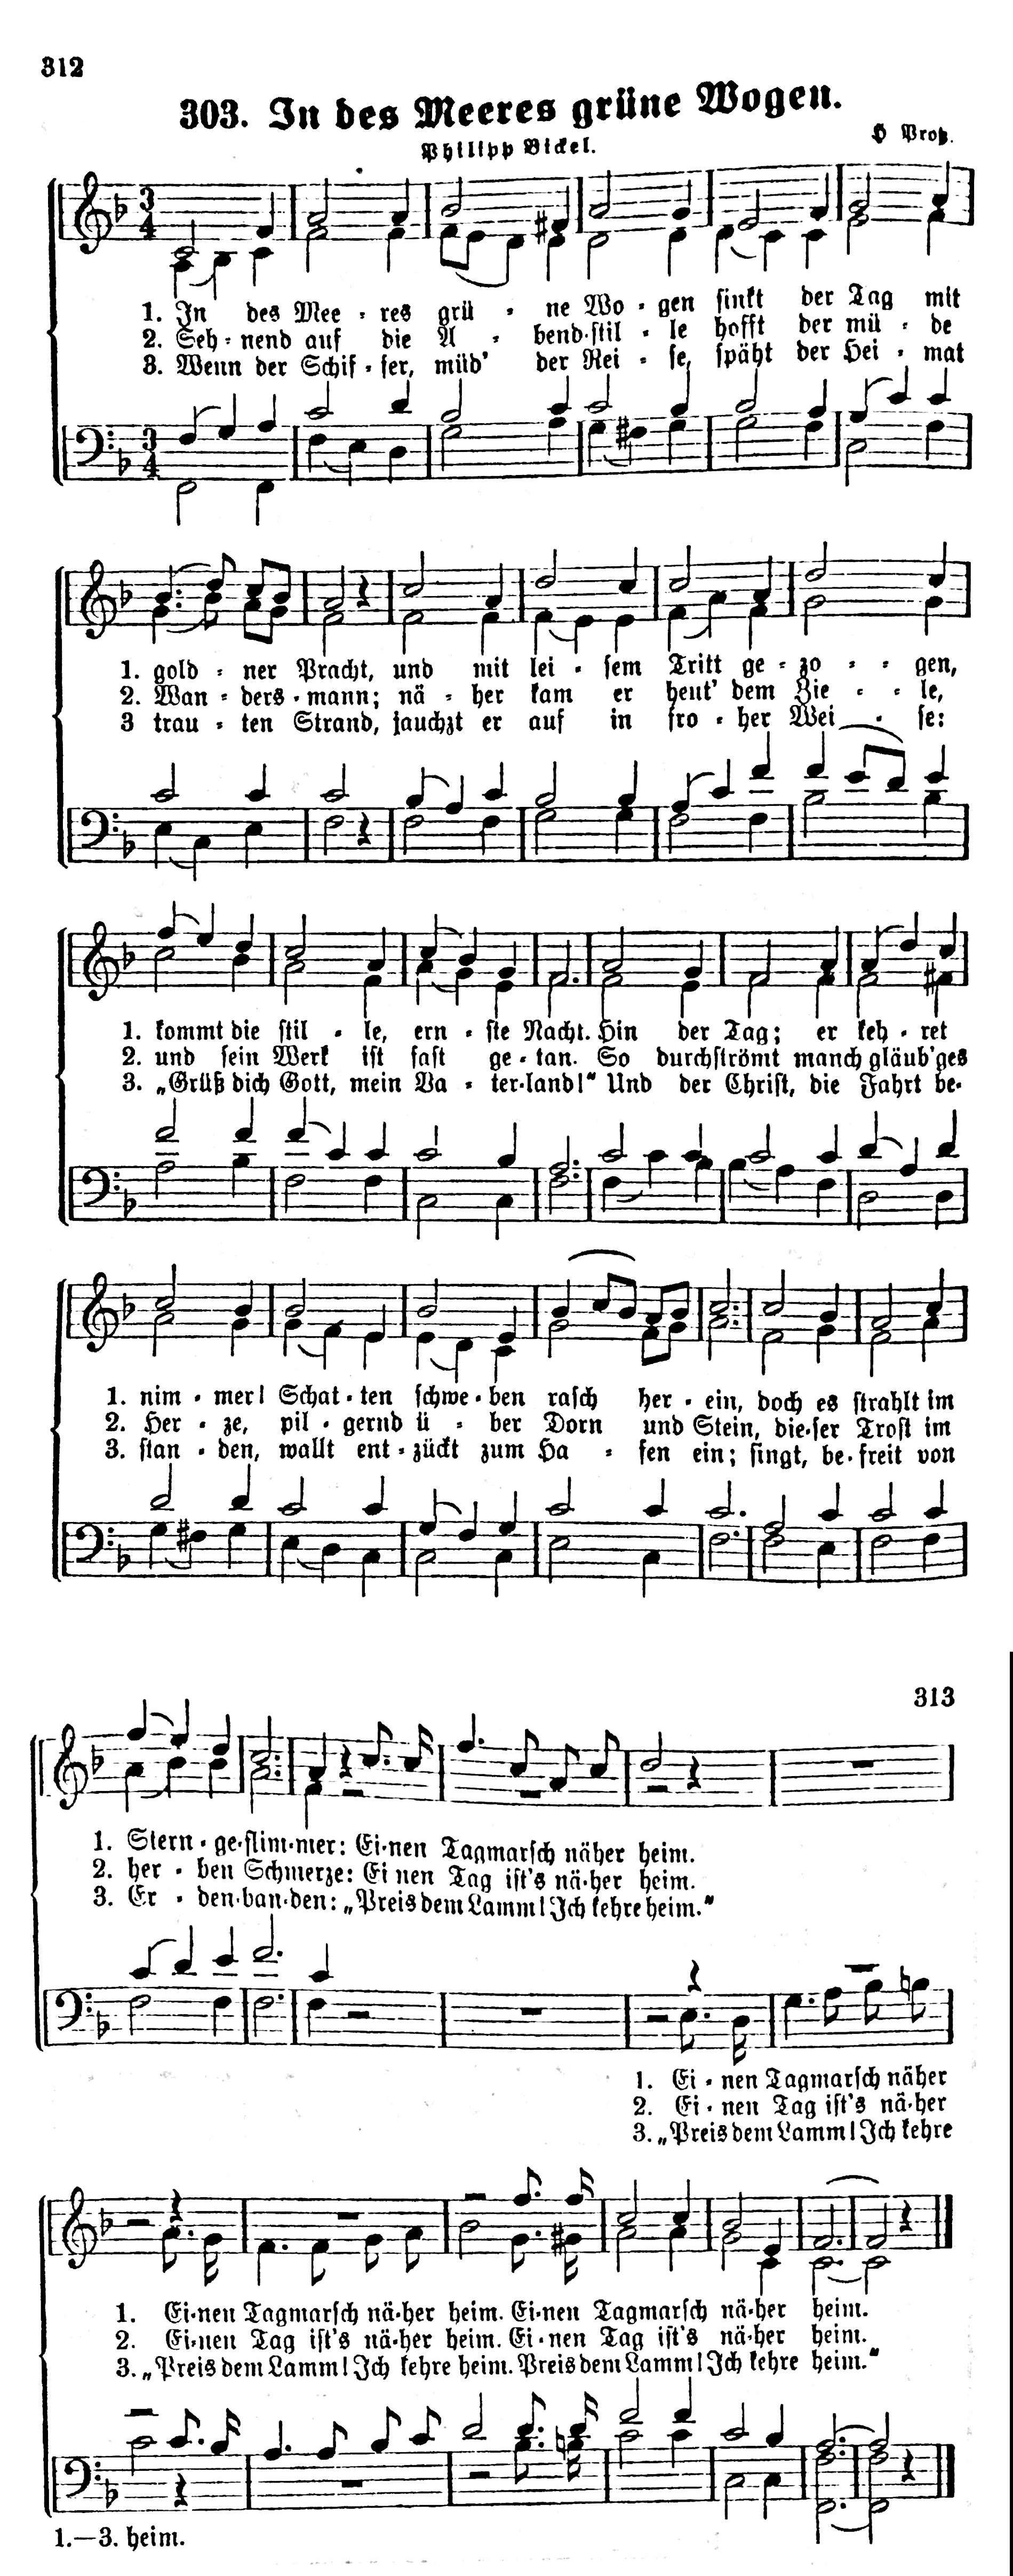 312
303. In des Meeres grüne Wogen.
Philipp Bickel.
H Proß.
1. In des Mee-res grü-ne Wo-gen sinkt der Tag mit
2. Seh-nend auf die A-bend-stil-le hofft der mü-de
3. Wenn der Schif-fer, müd' der Rei-se, späht der Hei-mat
1. gold-ner Pracht, und mit lei-sem Tritt ge-zo-gen,
2. Wan-ders-mann; nä-her kam er heut' dem Zie-le,
3 trau-ten Strand, jauchzt er auf in fro-her Wei-se:
1. kommt die stil-le, ern-ste Nacht. Hin der Tag; er keh-ret
2. und sein Werk ist fast ge-tan. So durchströmt manch gläub'ges
3. „Grüß dich Gott, mein Va-ter-land!“ Und der Christ, die Fahrt be-
1. nim-mer! Schat-ten schwe-ben rasch her-ein, doch es strahlt im
2. Her-ze, pil-gernd ü-ber Dorn und Stein, die-ser Trost im
3. stan-den, wallt ent-zückt zum Ha-fen ein; singt, be-freit von
313
1. Stern-ge-flim-mer: Ei-nen Tagmarsch näher heim.
2. her-ben Schmerze: Ei nen Tag ist's nä-her heim.
3. Er-den-ban-den: „Preis dem Lamm! Ich kehre heim.“
1. Ei-nen Tagmarsch näher
2. Ei-nen Tag ist's nä-her
3. „Preis dem Lamm! Ich kehre
1. Ei-nen Tagmarsch nä-her heim. Ei-nen Tagmarsch nä-her heim.
2. Ei-nen Tag ist's nä-her heim. Ei-nen Tag ist's nä-her heim.
3. „Preis dem Lamm! Ich kehre heim. Preis dem Lamm! Ich kehre heim.“
1.—3. heim.